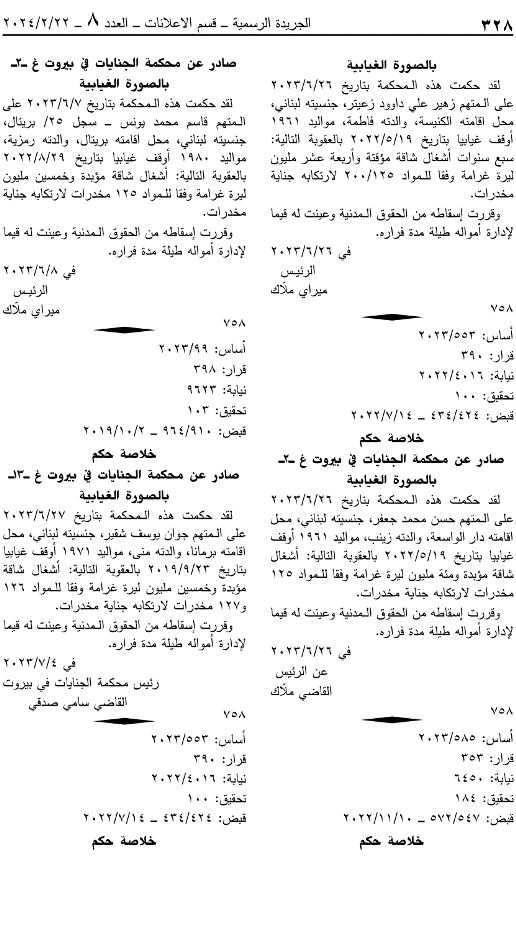 ٣٢٨
الجريدة الرسمية – قسم الاعلانات – العدد ٨ – ٢٠٢٤/٢/٢٢
بالصورة الغيابية
لقد حكمت هذه المحكمة بتاريخ ٢٠٢٣/٦/٢٦
على المتهم زهير علي داوود زعيتر، جنسيته لبناني،
محل اقامته الكنيسة، والدته فاطمة، مواليد ١٩٦١
أوقف غيابيا بتاريخ ٢٠٢٢/٥/١٩ بالعقوبة التالية:
سبع سنوات أشغال شاقة مؤقتة وأربعة عشر مليون
ليرة غرامة وفقا للمواد ٢٠٠/١٢٥ لارتكابه جناية
مخدرات.
وقررت إسقاطه من الحقوق المدنية وعينت له قيما
لإدارة أمواله طيلة مدة فراره.
في ٢٠٢٣/٦/٢٦
الرئيس
ميراي ملاك
٧٥٨
أساس: ٢٠٢٣/٥٥٣
قرار: ٣٩٠
نيابة: ٢٠٢٢/٤٠١٦
تحقيق: ١٠٠
قبض: ٤٣٤/٤٢٤ – ٢٠٢٢/٧/١٤
خلاصة حكم
صادر عن محكمة الجنايات في بيروت غ –٢–
بالصورة الغيابية
لقد حكمت هذه المحكمة بتاريخ ٢٠٢٣/٦/٢٦
على المتهم حسن محمد جعفر، جنسيته لبناني، محل
اقامته دار الواسعة، والدته زينب، مواليد ١٩٦١ أوقف
غيابيا بتاريخ ٢٠٢٢/٥/١٩ بالعقوبة التالية: أشغال
شاقة مؤبدة ومئة مليون ليرة غرامة وفقا للمواد ١٢٥
مخدرات لارتكابه جناية مخدرات.
وقررت إسقاطه من الحقوق المدنية وعينت له قيما
لإدارة أمواله طيلة مدة فراره.
في ٢٠٢٣/٦/٢٦
عن الرئيس
القاضي ملاك
٧٥٨
أساس: ٢٠٢٣/٥٨٥
قرار: ٣٥٣
نيابة: ٦٤٥٠
تحقيق: ١٨٤
قبض: ٥٧٢/٥٤٧ – ٢٠٢٢/١١/١٠
خلاصة حكم
صادر عن محكمة الجنايات في بيروت غ –٢–
بالصورة الغيابية
لقد حكمت هذه المحكمة بتاريخ ٢٠٢٣/٦/٧ على
المتهم قاسم محمد يونس – سجل ٢٥/ بريتال،
جنسيته لبناني، محل اقامته بريتال، والدته رمزية،
مواليد ١٩٨٠ أوقف غيابيا بتاريخ ٢٠٢٢/٨/٢٩
بالعقوبة التالية: أشغال شاقة مؤبدة وخمسين مليون
ليرة غرامة وفقا للمواد ١٢٥ مخدرات لارتكابه جناية
مخدرات.
وقررت إسقاطه من الحقوق المدنية وعينت له قيما
لإدارة أمواله طيلة مدة فراره.
في ٢٠٢٣/٦/٨
الرئيس
ميراي ملاك
٧٥٨
أساس: ٢٠٢٣/٩٩
قرار: ٣٩٨
نيابة: ٩٦٢٣
تحقيق: ١٠٣
قبض: ٩٦٤/٩١٠ – ٢٠١٩/١٠/٢
خلاصة حكم
صادر عن محكمة الجنايات في بيروت غ –١٣–
بالصورة الغيابية
لقد حكمت هذه المحكمة بتاريخ ٢٠٢٣/٦/٢٧
على المتهم جوان يوسف شقير، جنسيته لبناني، محل
اقامته برمانا، والدته منى، مواليد ١٩٧١ أوقف غيابيا
بتاريخ ٢٠١٩/٩/٢٣ بالعقوبة التالية: أشغال شاقة
مؤبدة وخمسين مليون ليرة غرامة وفقا للمواد ١٢٦
و١٢٧ مخدرات لارتكابه جناية مخدرات.
وقررت إسقاطه من الحقوق المدنية وعينت له قيما
لإدارة أمواله طيلة مدة فراره.
في ٢٠٢٣/٧/٤
رئيس محكمة الجنايات في بيروت
القاضي سامي صدقي
٧٥٨
أساس: ٢٠٢٣/٥٥٣
قرار: ٣٩٠
نيابة: ٢٠٢٢/٤٠١٦
تحقيق: ١٠٠
قبض: ٤٣٤/٤٢٤ – ٢٠٢٢/٧/١٤
خلاصة حكم